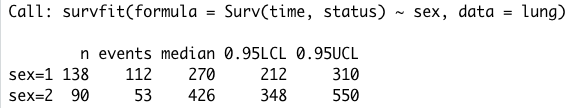 Call: survfit(formula = Surv(time, status) ~ sex, data = lung)
n events median 0.95LCL 0.95UCL
sex=1 138 112 270 212 310
sex=2 90 53 426 348 550